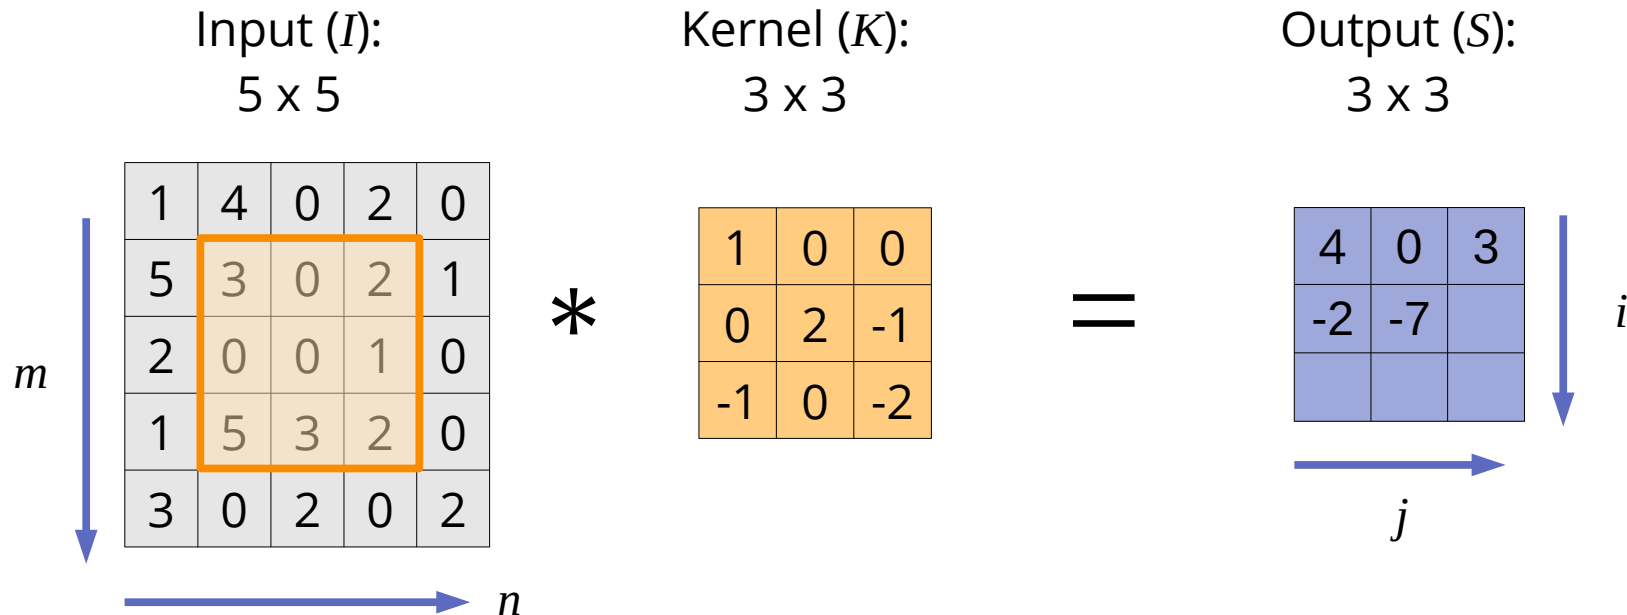 Input (I): Kernel (K): Output (S):
5 x 5 3 x 3 3 x 3
1 4 0 2 0
5 3 0 2 1
2 0 0 1 0
1 5 3 2 0
3 0 2 0 2
m
n
*
1 0 0
0 2 -1
-1 0 -2
=
4 0 3
-2 -7
i
j